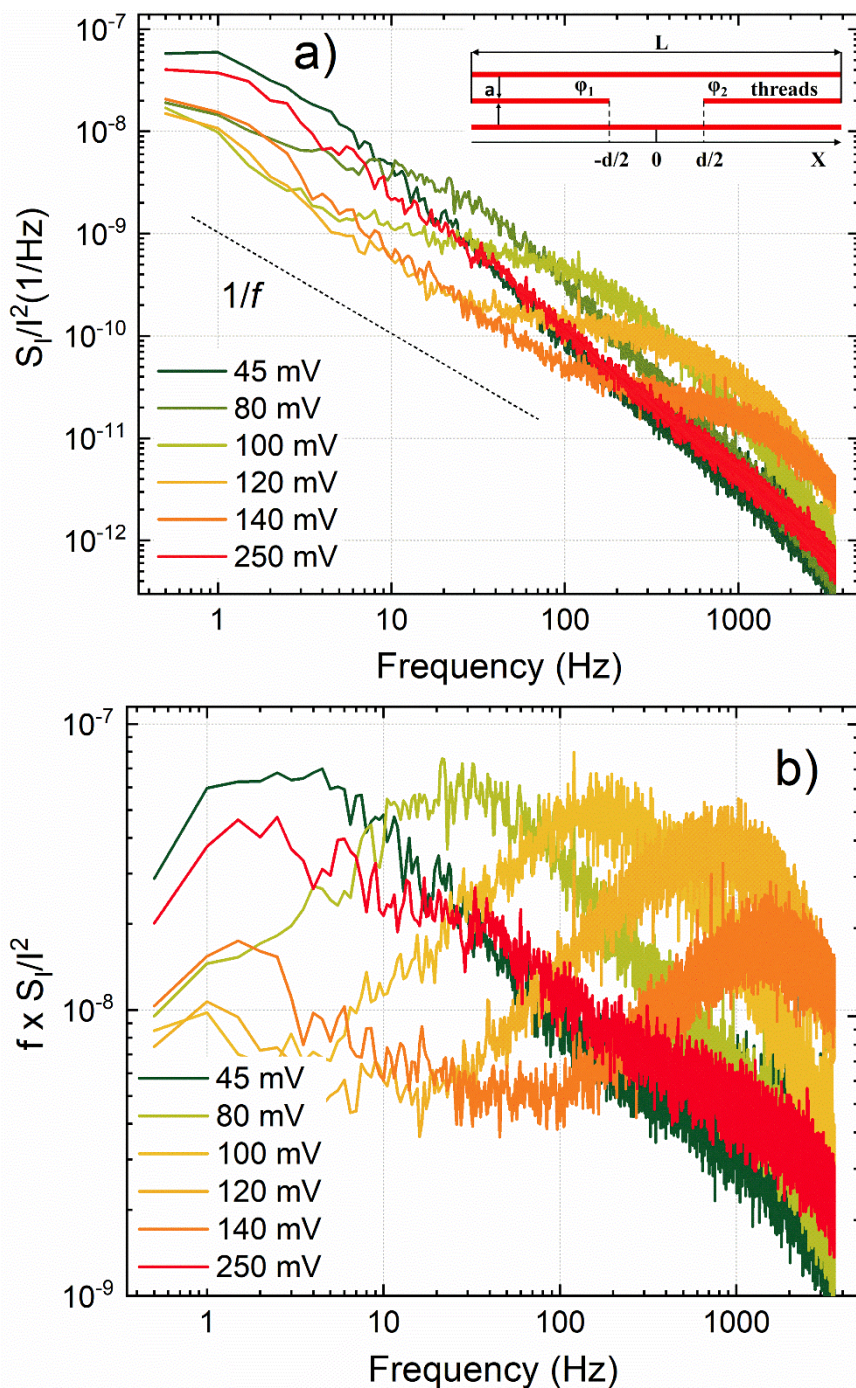 a)
L
a
φ₁
φ₂
threads
-d/2
0
d/2
X
10⁻⁷
10⁻⁸
10⁻⁹
10⁻¹⁰
10⁻¹¹
10⁻¹²
S_I/I² (1/Hz)
1/f
45 mV
80 mV
100 mV
120 mV
140 mV
250 mV
1
10
100
1000
Frequency (Hz)
b)
10⁻⁷
10⁻⁸
10⁻⁹
f x S_I/I²
45 mV
80 mV
100 mV
120 mV
140 mV
250 mV
1
10
100
1000
Frequency (Hz)